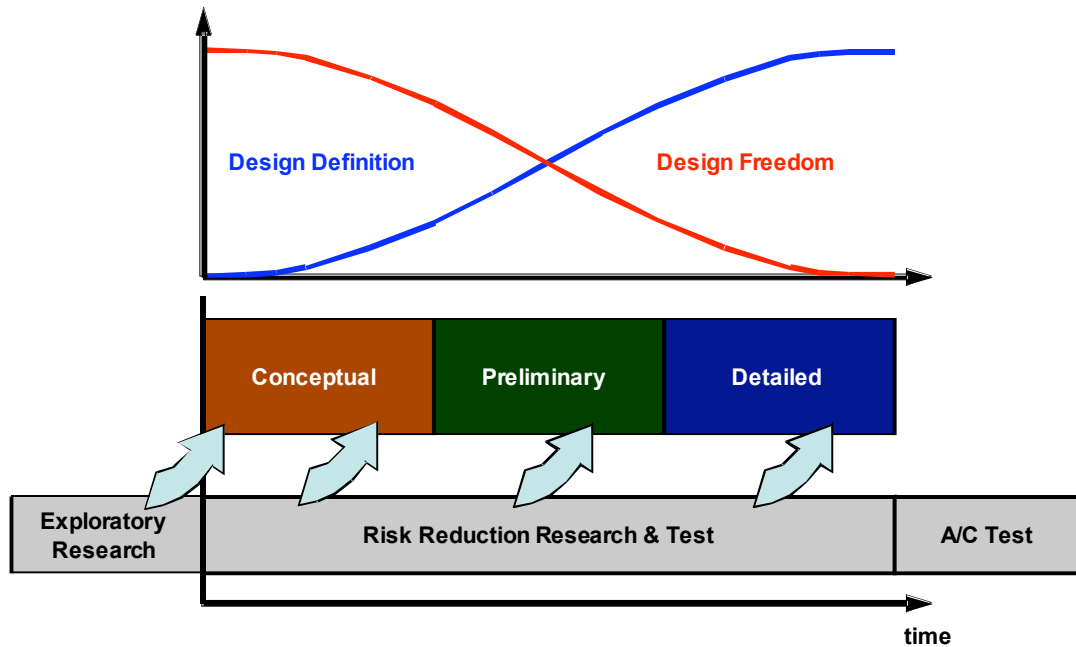 Design Definition
Design Freedom
Conceptual
Preliminary
Detailed
Exploratory
Research
Risk Reduction Research & Test
A/C Test
time